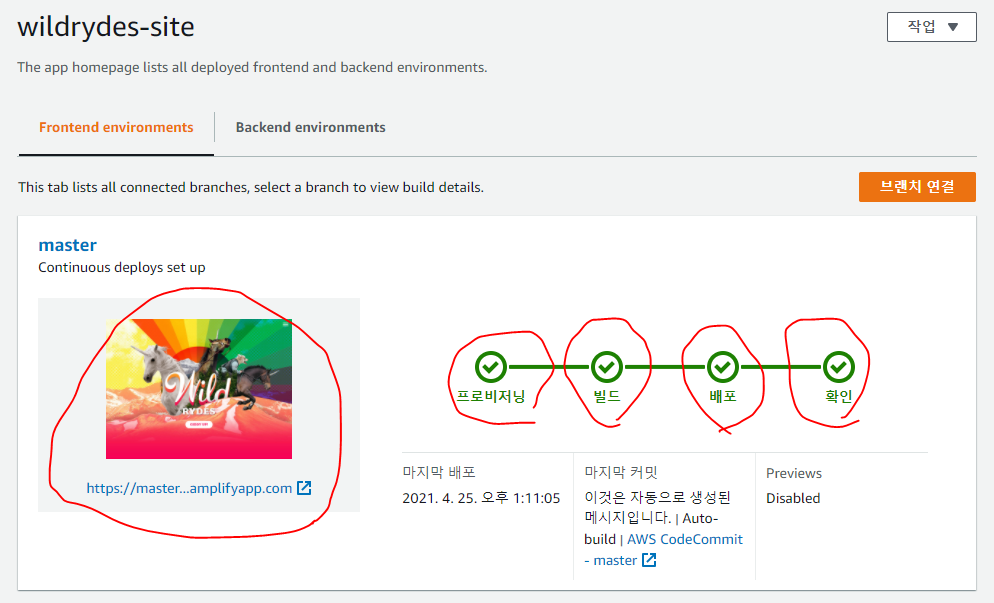 wildrydes-site
작업 ▼
The app homepage lists all deployed frontend and backend environments.
Frontend environments
Backend environments
This tab lists all connected branches, select a branch to view build details.
브랜치 연결
master
Continuous deploys set up
Wild
RYDES
https://master...amplifyapp.com
프로비저닝
빌드
배포
확인
마지막 배포
2021. 4. 25. 오후 1:11:05
마지막 커밋
이것은 자동으로 생성된
메시지입니다. | Auto-
build | AWS CodeCommit
- master
Previews
Disabled